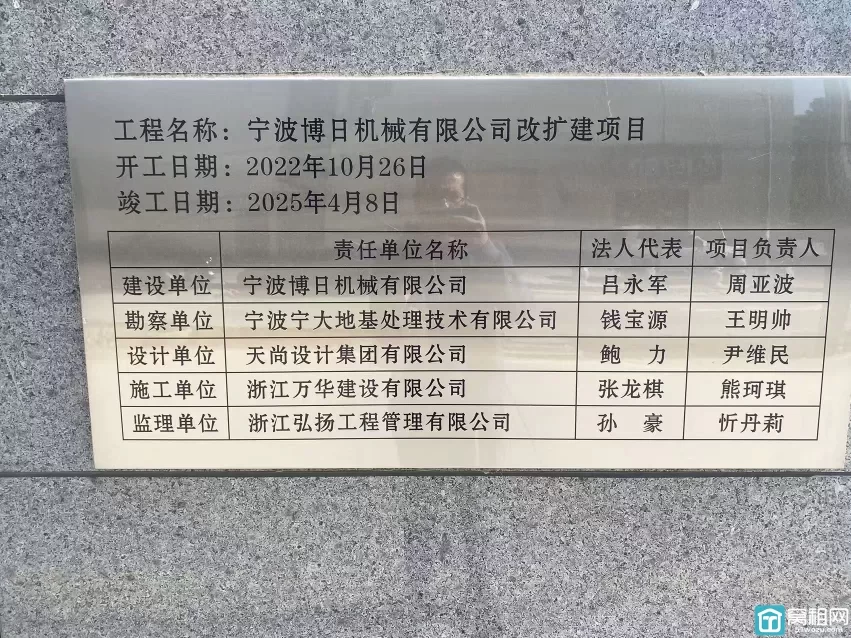 工程名称：宁波博日机械有限公司改扩建项目
开工日期：2022年10月26日
竣工日期：2025年4月8日
责任单位名称 法人代表 项目负责人
建设单位 宁波博日机械有限公司 吕永军 周亚波
勘察单位 宁波宁大地基处理技术有限公司 钱宝源 王明帅
设计单位 天尚设计集团有限公司 鲍 力 尹维民
施工单位 浙江万华建设有限公司 张龙棋 熊珂琪
监理单位 浙江弘扬工程管理有限公司 孙 豪 忻丹莉
窝租网
51wozu.com